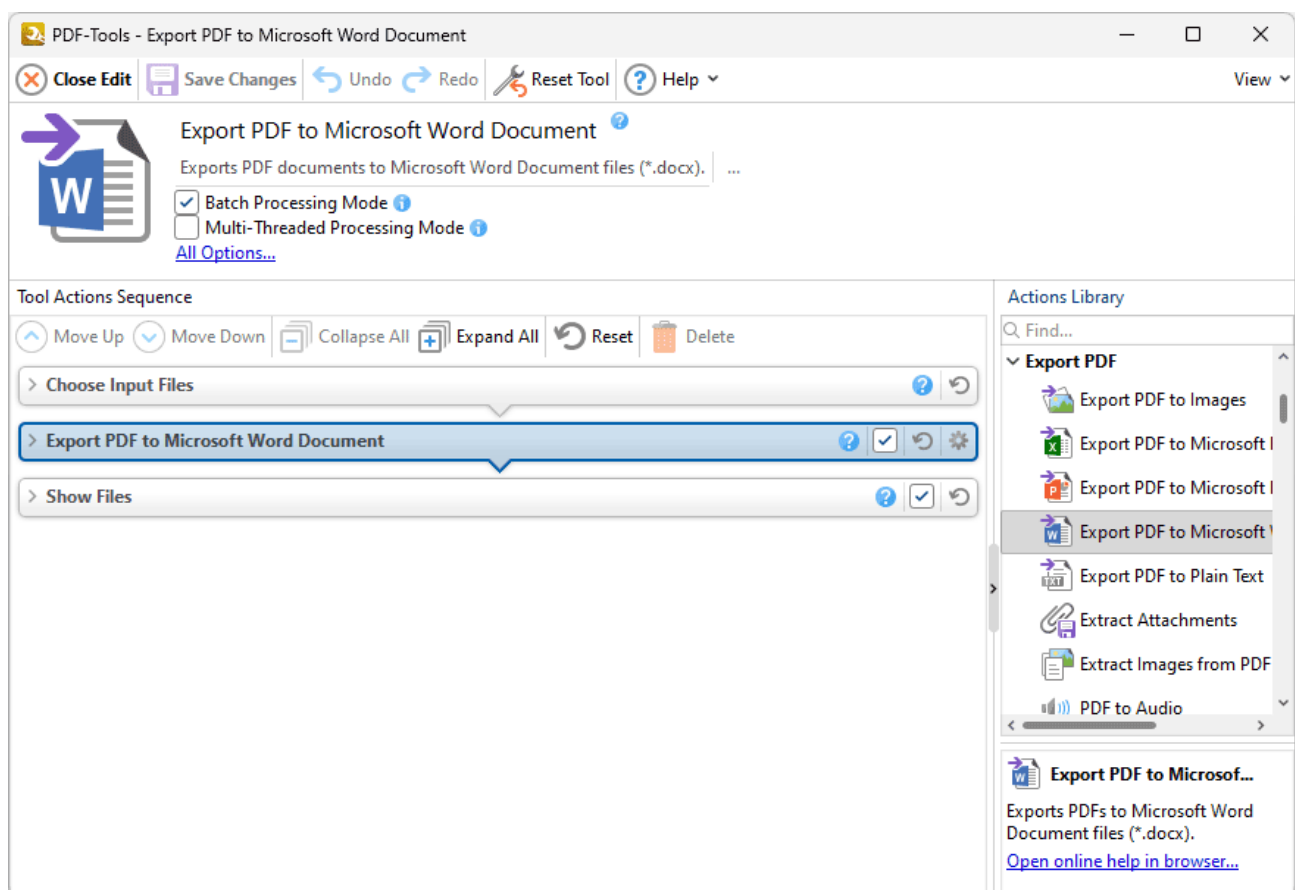 PDF-Tools - Export PDF to Microsoft Word Document
Close Edit Save Changes Undo Redo Reset Tool Help View
Export PDF to Microsoft Word Document
Exports PDF documents to Microsoft Word Document files (*.docx). ...
Batch Processing Mode
Multi-Threaded Processing Mode
All Options...
Tool Actions Sequence
Move Up Move Down Collapse All Expand All Reset Delete
Choose Input Files
Export PDF to Microsoft Word Document
Show Files
Actions Library
Find...
Export PDF
Export PDF to Images
Export PDF to Microsoft
Export PDF to Microsoft
Export PDF to Microsoft
Export PDF to Plain Text
Extract Attachments
Extract Images from PDF
PDF to Audio
Export PDF to Microsof...
Exports PDFs to Microsoft Word
Document files (*.docx).
Open online help in browser...